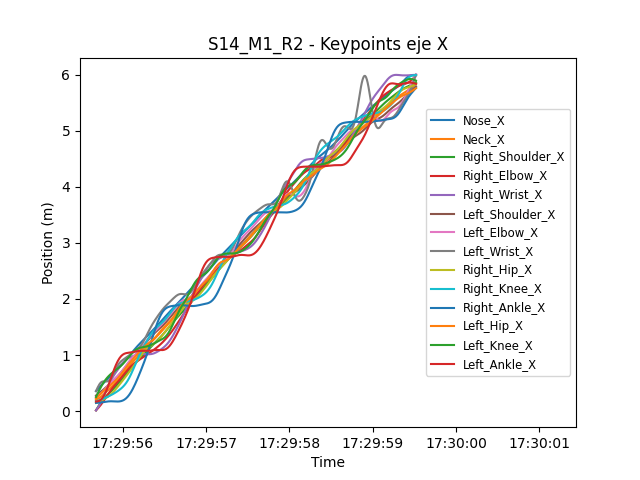 S14_M1_R2 - Keypoints eje X
Position (m)
6
5
4
3
2
1
0
Nose_X
Neck_X
Right_Shoulder_X
Right_Elbow_X
Right_Wrist_X
Left_Shoulder_X
Left_Elbow_X
Left_Wrist_X
Right_Hip_X
Right_Knee_X
Right_Ankle_X
Left_Hip_X
Left_Knee_X
Left_Ankle_X
17:29:56 17:29:57 17:29:58 17:29:59 17:30:00 17:30:01
Time